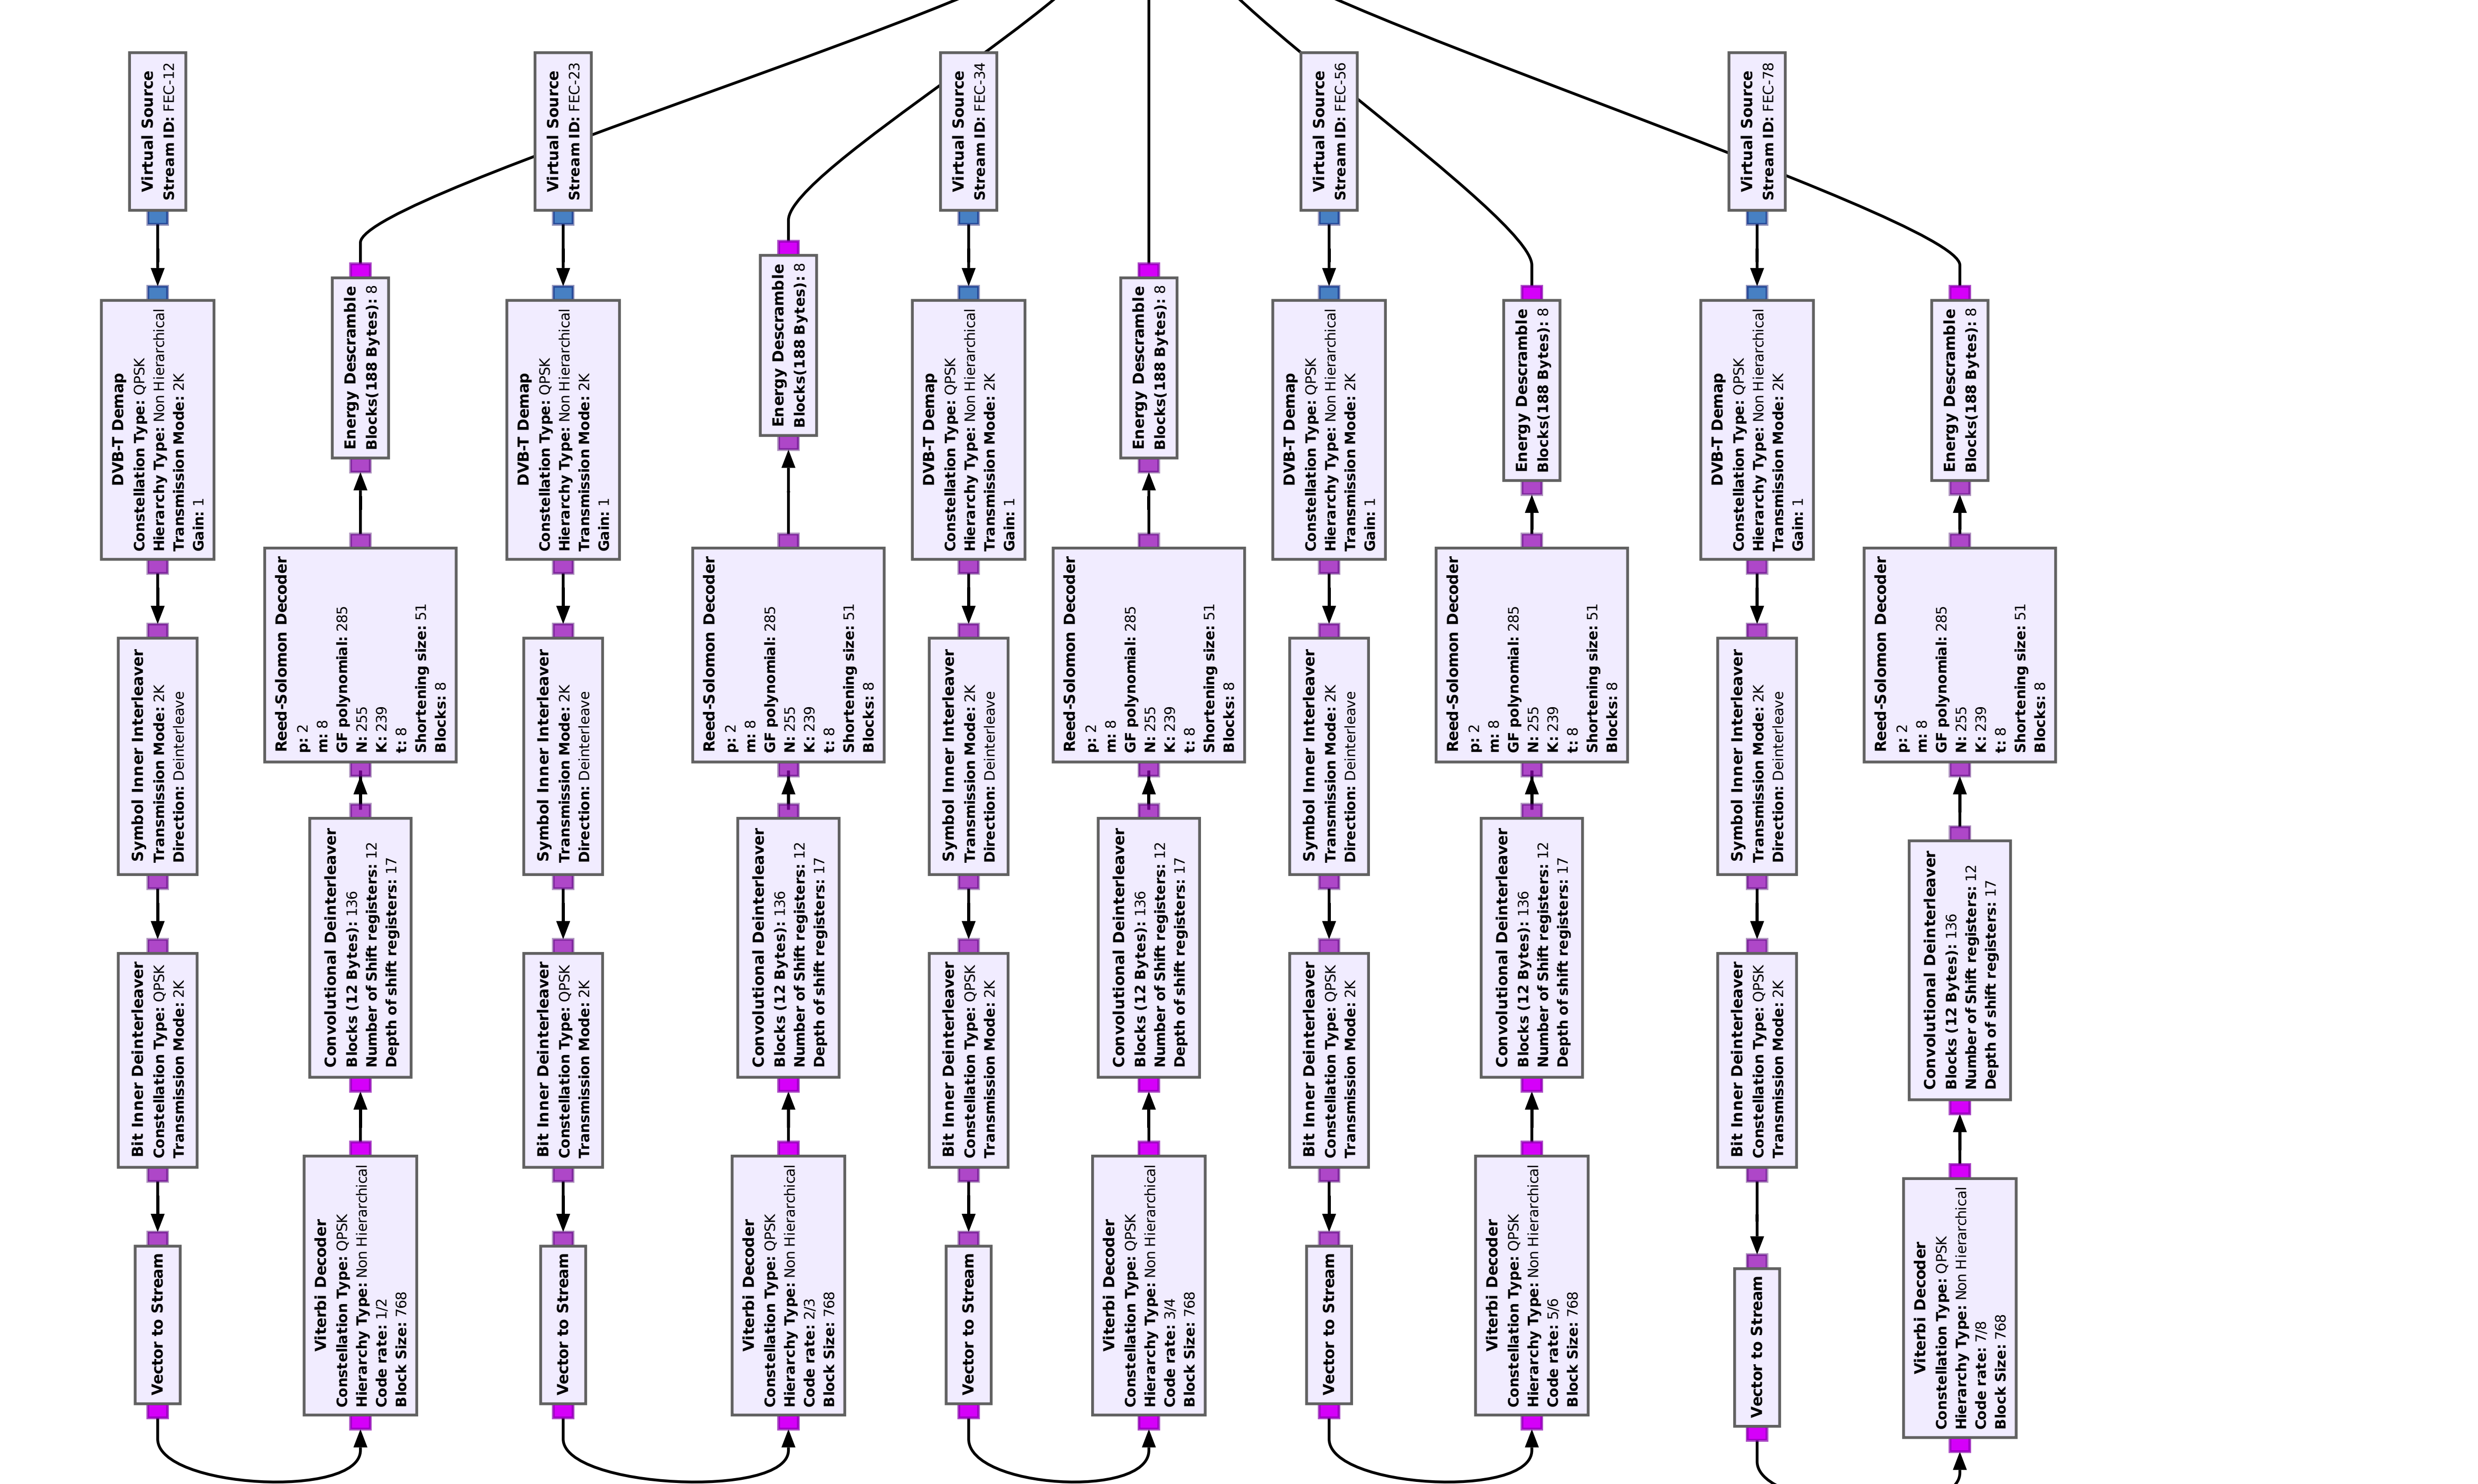 Virtual Source
Stream ID: FEC-12
DVB-T Demap
Constellation Type: QPSK
Hierarchy Type: Non Hierarchical
Transmission Mode: 2K
Gain: 1
Symbol Inner Interleaver
Transmission Mode: 2K
Direction: Deinterleave
Bit Inner Deinterleaver
Constellation Type: QPSK
Transmission Mode: 2K
Vector to Stream
Energy Descramble
Blocks(188 Bytes): 8
Reed-Solomon Decoder
p: 2
m: 8
GF polynomial: 285
N: 255
K: 239
t: 8
Shortening size: 51
Blocks: 8
Convolutional Deinterleaver
Blocks (12 Bytes): 136
Number of Shift registers: 12
Depth of shift registers: 17
Viterbi Decoder
Constellation Type: QPSK
Hierarchy Type: Non Hierarchical
Code rate: 1/2
Block Size: 768
Virtual Source
Stream ID: FEC-23
DVB-T Demap
Constellation Type: QPSK
Hierarchy Type: Non Hierarchical
Transmission Mode: 2K
Gain: 1
Symbol Inner Interleaver
Transmission Mode: 2K
Direction: Deinterleave
Bit Inner Deinterleaver
Constellation Type: QPSK
Transmission Mode: 2K
Vector to Stream
Energy Descramble
Blocks(188 Bytes): 8
Reed-Solomon Decoder
p: 2
m: 8
GF polynomial: 285
N: 255
K: 239
t: 8
Shortening size: 51
Blocks: 8
Convolutional Deinterleaver
Blocks (12 Bytes): 136
Number of Shift registers: 12
Depth of shift registers: 17
Viterbi Decoder
Constellation Type: QPSK
Hierarchy Type: Non Hierarchical
Code rate: 2/3
Block Size: 768
Virtual Source
Stream ID: FEC-34
DVB-T Demap
Constellation Type: QPSK
Hierarchy Type: Non Hierarchical
Transmission Mode: 2K
Gain: 1
Symbol Inner Interleaver
Transmission Mode: 2K
Direction: Deinterleave
Bit Inner Deinterleaver
Constellation Type: QPSK
Transmission Mode: 2K
Vector to Stream
Energy Descramble
Blocks(188 Bytes): 8
Reed-Solomon Decoder
p: 2
m: 8
GF polynomial: 285
N: 255
K: 239
t: 8
Shortening size: 51
Blocks: 8
Convolutional Deinterleaver
Blocks (12 Bytes): 136
Number of Shift registers: 12
Depth of shift registers: 17
Viterbi Decoder
Constellation Type: QPSK
Hierarchy Type: Non Hierarchical
Code rate: 3/4
Block Size: 768
Virtual Source
Stream ID: FEC-56
DVB-T Demap
Constellation Type: QPSK
Hierarchy Type: Non Hierarchical
Transmission Mode: 2K
Gain: 1
Symbol Inner Interleaver
Transmission Mode: 2K
Direction: Deinterleave
Bit Inner Deinterleaver
Constellation Type: QPSK
Transmission Mode: 2K
Vector to Stream
Energy Descramble
Blocks(188 Bytes): 8
Reed-Solomon Decoder
p: 2
m: 8
GF polynomial: 285
N: 255
K: 239
t: 8
Shortening size: 51
Blocks: 8
Convolutional Deinterleaver
Blocks (12 Bytes): 136
Number of Shift registers: 12
Depth of shift registers: 17
Viterbi Decoder
Constellation Type: QPSK
Hierarchy Type: Non Hierarchical
Code rate: 5/6
Block Size: 768
Virtual Source
Stream ID: FEC-78
DVB-T Demap
Constellation Type: QPSK
Hierarchy Type: Non Hierarchical
Transmission Mode: 2K
Gain: 1
Symbol Inner Interleaver
Transmission Mode: 2K
Direction: Deinterleave
Bit Inner Deinterleaver
Constellation Type: QPSK
Transmission Mode: 2K
Vector to Stream
Energy Descramble
Blocks(188 Bytes): 8
Reed-Solomon Decoder
p: 2
m: 8
GF polynomial: 285
N: 255
K: 239
t: 8
Shortening size: 51
Blocks: 8
Convolutional Deinterleaver
Blocks (12 Bytes): 136
Number of Shift registers: 12
Depth of shift registers: 17
Viterbi Decoder
Constellation Type: QPSK
Hierarchy Type: Non Hierarchical
Code rate: 7/8
Block Size: 768